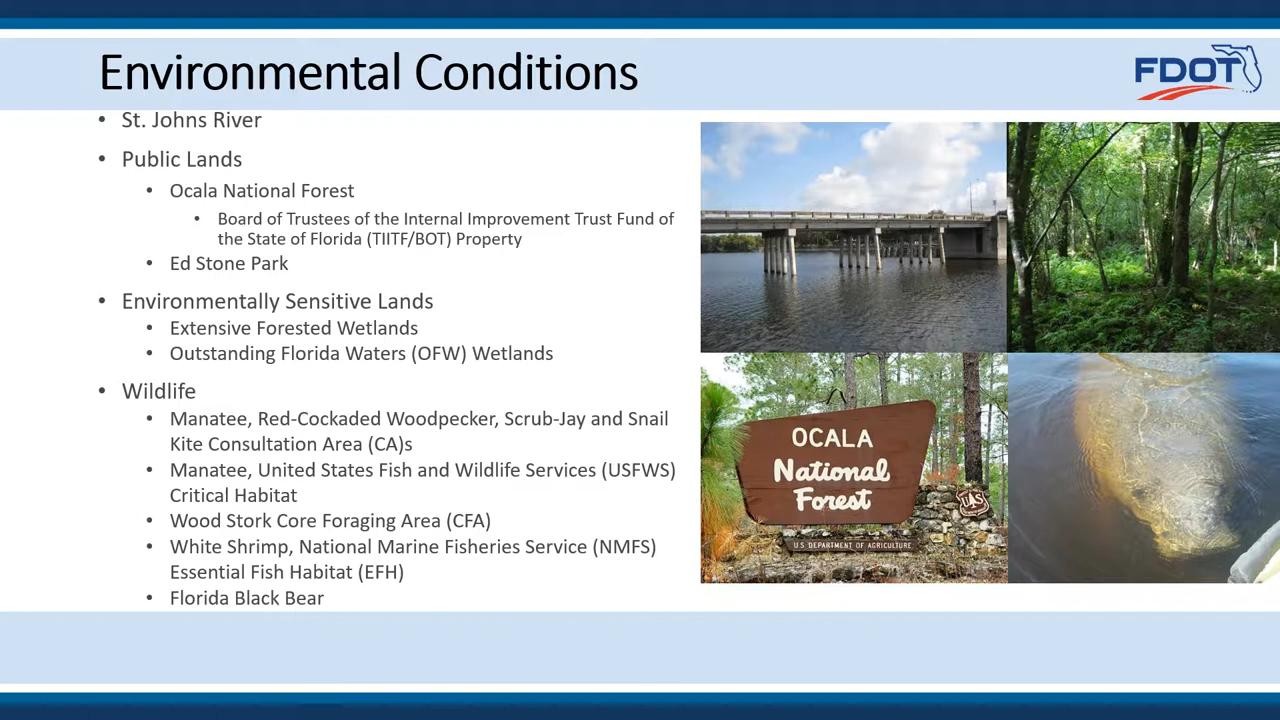 Environmental Conditions
FDOT
• St. Johns River
• Public Lands
• Ocala National Forest
• Board of Trustees of the Internal Improvement Trust Fund of
the State of Florida (TIITF/BOT) Property
• Ed Stone Park
• Environmentally Sensitive Lands
• Extensive Forested Wetlands
• Outstanding Florida Waters (OFW) Wetlands
• Wildlife
• Manatee, Red-Cockaded Woodpecker, Scrub-Jay and Snail
Kite Consultation Area (CA)s
• Manatee, United States Fish and Wildlife Services (USFWS)
Critical Habitat
• Wood Stork Core Foraging Area (CFA)
• White Shrimp, National Marine Fisheries Service (NMFS)
Essential Fish Habitat (EFH)
• Florida Black Bear
OCALA
National
Forest
UAS
U.S. DEPARTMENT OF AGRICULTURE